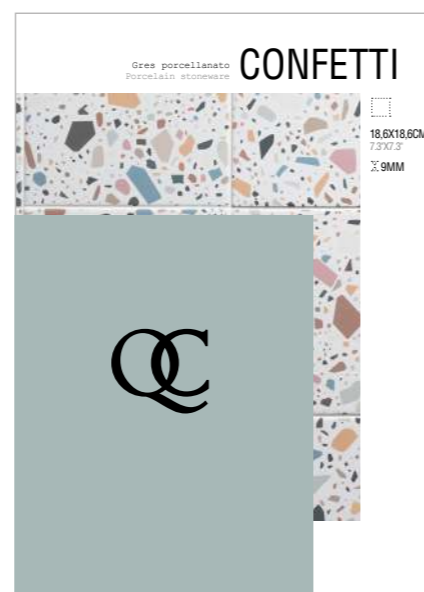 Gres porcellanato
Porcelain stoneware
CONFETTI
18,6X18,6CM
7.3"X7.3"
9MM
QC